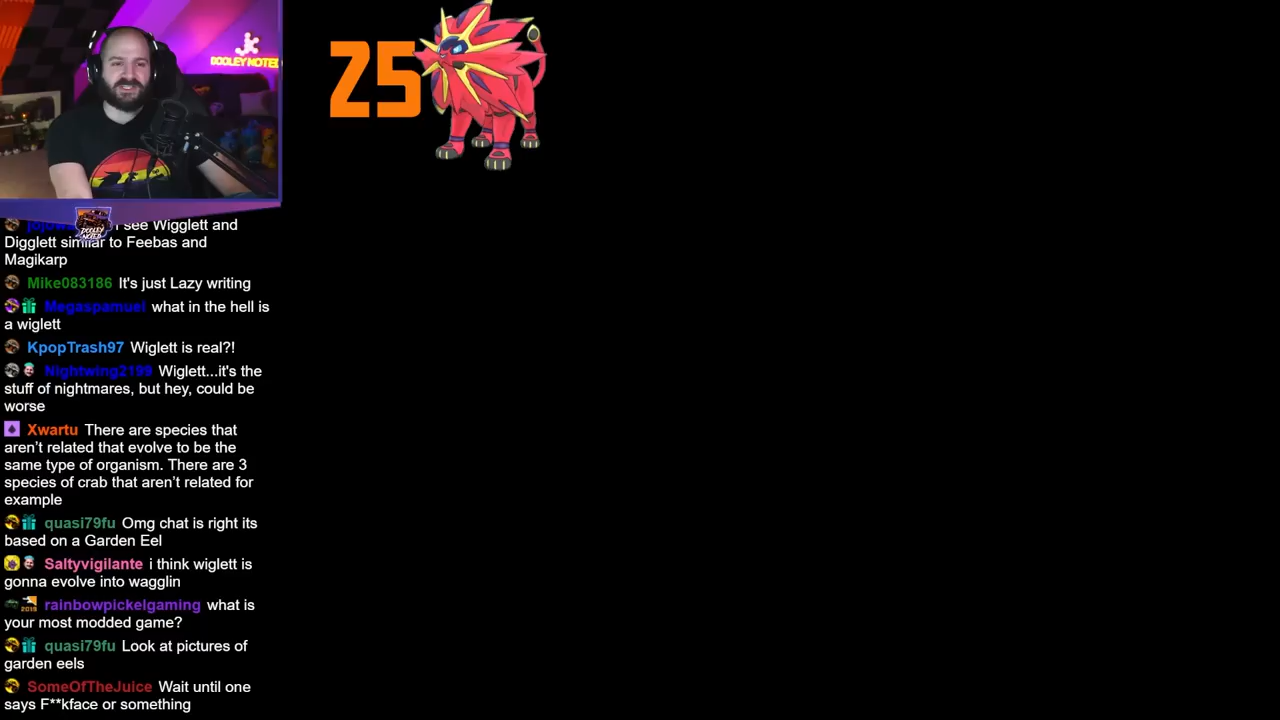 DOOLEY NOTED
25
DOOLEY
NOTED
see Wigglett and
Digglett similar to Feebas and
Magikarp
Mike083186 It's just Lazy writing
Megaspamuel what in the hell is
a wiglett
KpopTrash97 Wiglett is real?!
Nightwing2199 Wiglett...it's the
stuff of nightmares, but hey, could be
worse
Xwartu There are species that
aren't related that evolve to be the
same type of organism. There are 3
species of crab that aren't related for
example
quasi79fu Omg chat is right its
based on a Garden Eel
Saltyvigilante i think wiglett is
gonna evolve into wagglin
rainbowpickelgaming what is
your most modded game?
quasi79fu Look at pictures of
garden eels
SomeOfTheJuice Wait until one
says F**kface or something